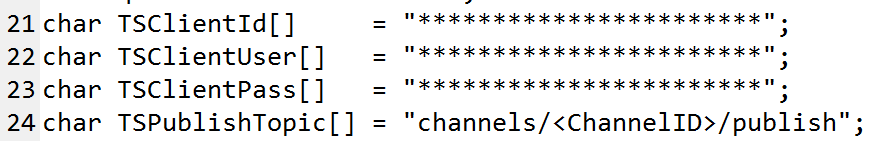 21 char TSClientId[]     = "***********************";
22 char TSClientUser[]   = "***********************";
23 char TSClientPass[]   = "***********************";
24 char TSPublishTopic[] = "channels/<ChannelID>/publish";